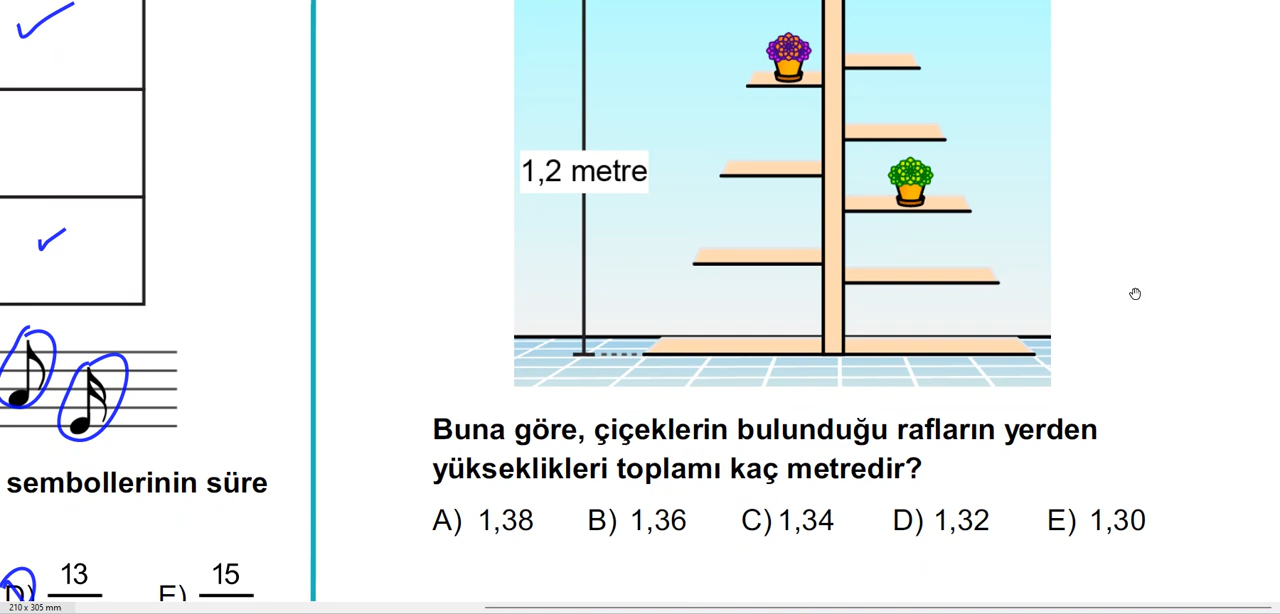 1,2 metre
sembollerinin süre
D) 13
E) 15
Buna göre, çiçeklerin bulunduğu rafların yerden
yükseklikleri toplamı kaç metredir?
A) 1,38 B) 1,36 C) 1,34 D) 1,32 E) 1,30
210 x 305 mm